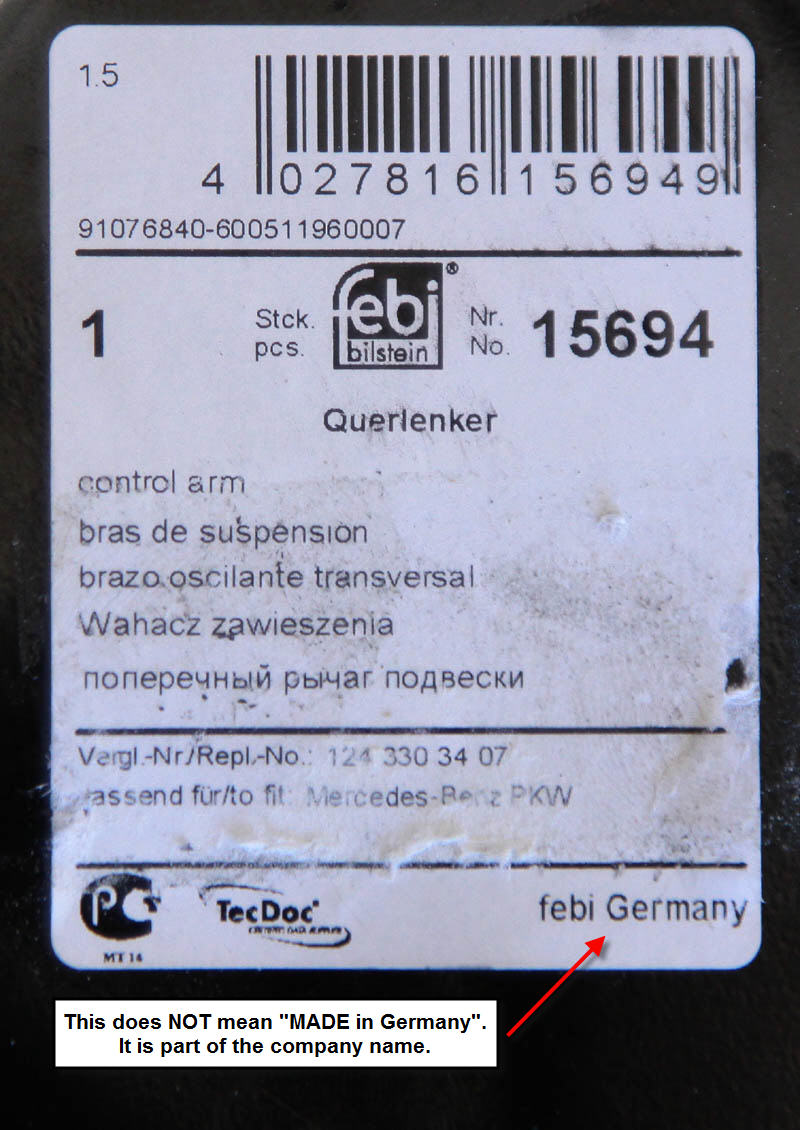 1.5
4 027816 156949
91076840-600511960007
1
Stck.
pcs.
febi®
bilstein
Nr.
No.
15694
Querlenker
control arm
bras de suspension
brazo oscilante transversal
Wahacz zawieszenia
поперечный рычаг подвески
Vergl.-Nr/Repl.-No.: 124 330 34 07
assend für/to fit: Mercedes-Benz PKW
PC
MT 14
TecDoc
febi Germany
This does NOT mean "MADE in Germany".
It is part of the company name.